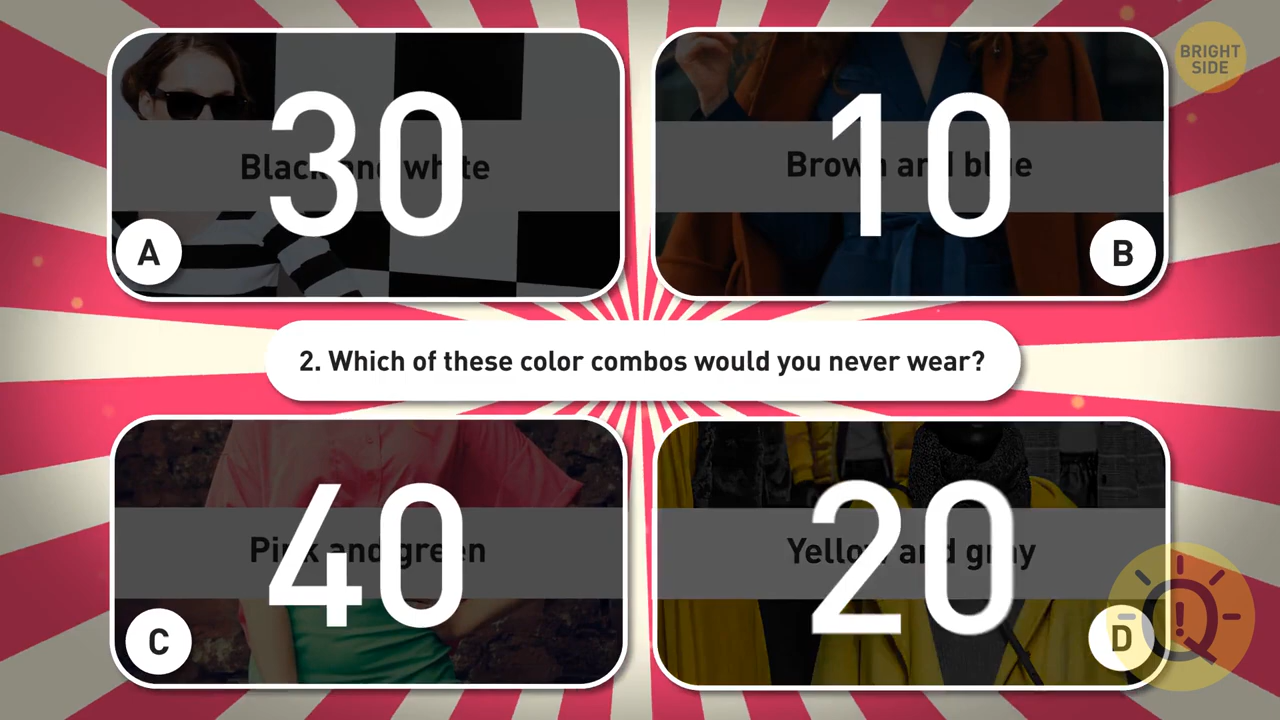 BRIGHT
SIDE
Black and white
30
A
Brown and blue
10
B
2. Which of these color combos would you never wear?
Pink and green
40
C
Yellow and gray
20
D